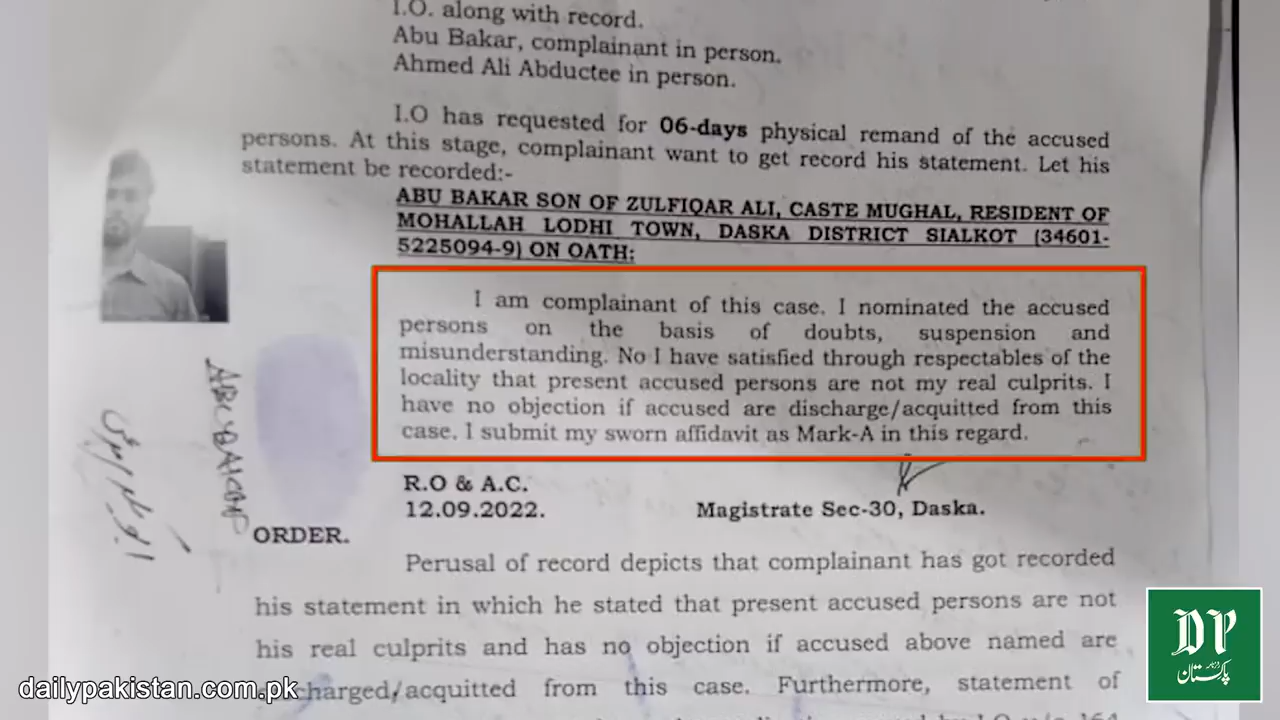 I.O. along with record.
Abu Bakar, complainant in person.
Ahmed Ali Abductee in person.
I.O has requested for 06-days physical remand of the accused
persons. At this stage, complainant want to get record his statement. Let his
statement be recorded:-
ABU BAKAR SON OF ZULFIQAR ALI, CASTE MUGHAL, RESIDENT OF
MOHALLAH LODHI TOWN, DASKA DISTRICT SIALKOT (34601-
5225094-9) ON OATH:
I am complainant of this case. I nominated the accused
persons on the basis of doubts, suspension and
misunderstanding. No I have satisfied through respectables of the
locality that present accused persons are not my real culprits. I
have no objection if accused are discharge/acquitted from this
case. I submit my sworn affidavit as Mark-A in this regard.
ABUBAKAR
R.O & A.C.
12.09.2022.
Magistrate Sec-30, Daska.
ORDER.
Perusal of record depicts that complainant has got recorded
his statement in which he stated that present accused persons are not
his real culprits and has no objection if accused above named are
charged/acquitted from this case. Furthermore, statement of
164
dailypakistan.com.pk
DP
پاکستان